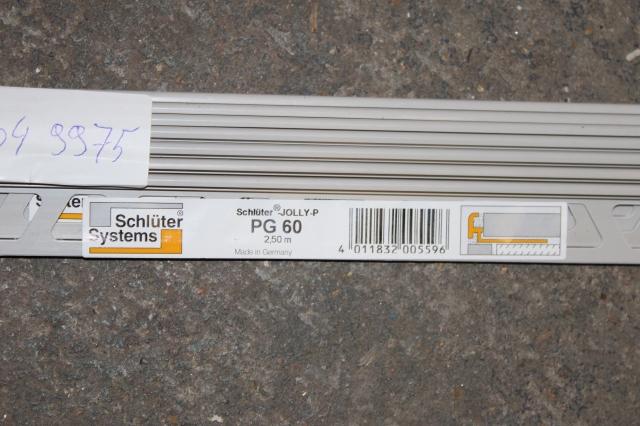 04 9975
Schlüter®
Systems
Schlüter®-JOLLY-P
PG 60
2,50 m
Made in Germany
4 011832 005596